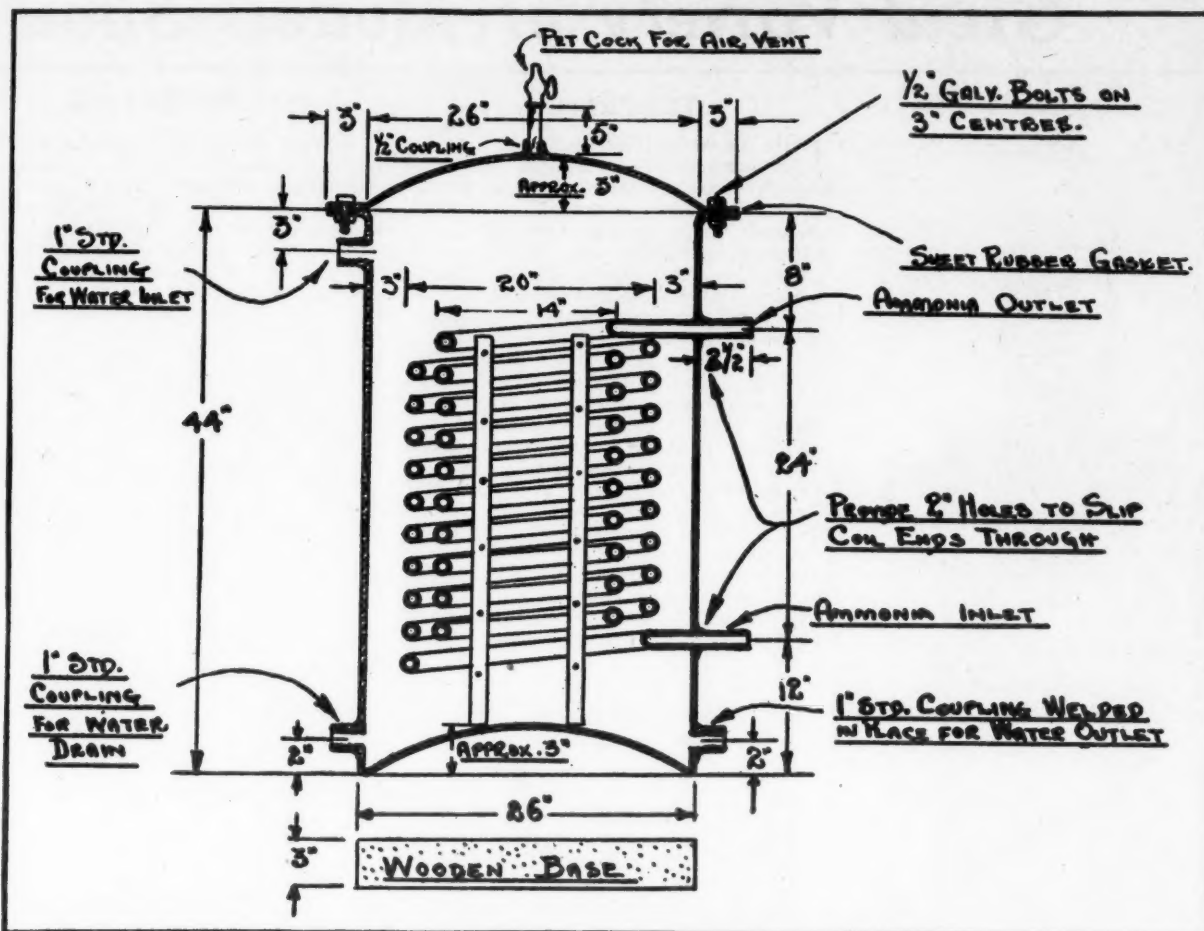 PET COCK FOR AIR VENT
½" GALV. BOLTS ON
3" CENTRES.
3"
26"
3"
½" COUPLING
5"
APPROX. 3"
3"
1" STD.
COUPLING
FOR WATER INLET
SHEET RUBBER GASKET.
8"
AMMONIA OUTLET
3"
20"
3"
14"
2½"
44"
24"
PROVIDE 2" HOLES TO SLIP
COIL ENDS THROUGH
AMMONIA INLET
1" STD.
COUPLING
FOR WATER
DRAIN
12"
1" STD. COUPLING WELDED
IN PLACE FOR WATER OUTLET
2"
APPROX. 3"
2"
26"
3"
WOODEN BASE